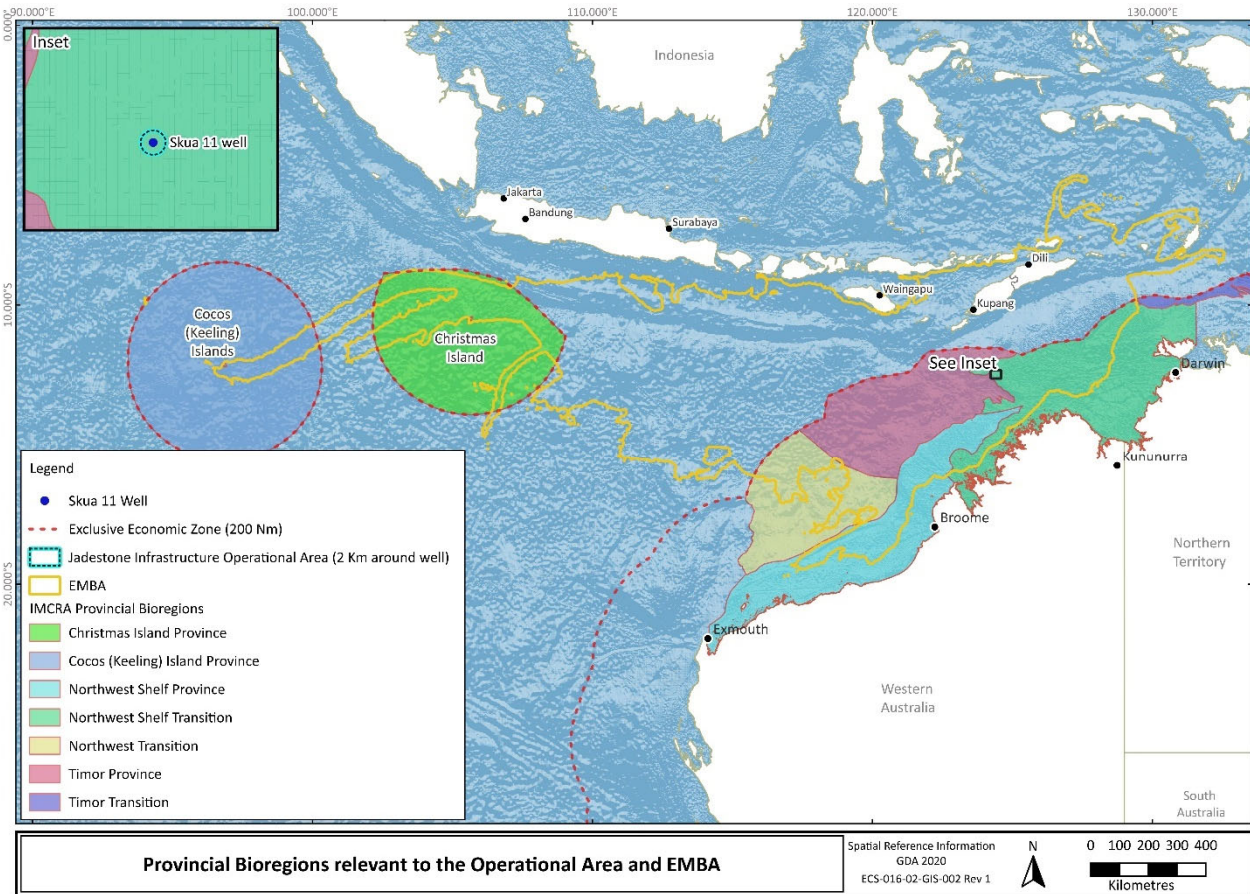 90.000°E
100.000°E
110.000°E
120.000°E
130.000°E
0.000°
10.000°S
20.000°S
Inset
Skua 11 well
Indonesia
Jakarta
Bandung
Surabaya
Dili
Waingapu
Kupang
Cocos
(Keeling)
Islands
Christmas
Island
See Inset
Darwin
Kununurra
Broome
Northern
Territory
Exmouth
Western
Australia
South
Australia
Legend
Skua 11 Well
Exclusive Economic Zone (200 Nm)
Jadestone Infrastructure Operational Area (2 Km around well)
EMBA
IMCRA Provincial Bioregions
Christmas Island Province
Cocos (Keeling) Island Province
Northwest Shelf Province
Northwest Shelf Transition
Northwest Transition
Timor Province
Timor Transition
Provincial Bioregions relevant to the Operational Area and EMBA
Spatial Reference Information
GDA 2020
ECS-016-02-GIS-002 Rev 1
N
0 100 200 300 400
Kilometres